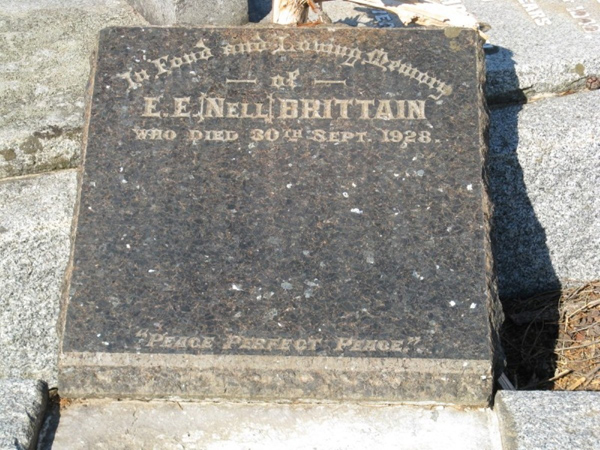 In Fond and Loving Memory
— of —
E. E. (Nell) BRITTAIN
WHO DIED 30TH SEPT. 1928.
"PEACE PERFECT PEACE."